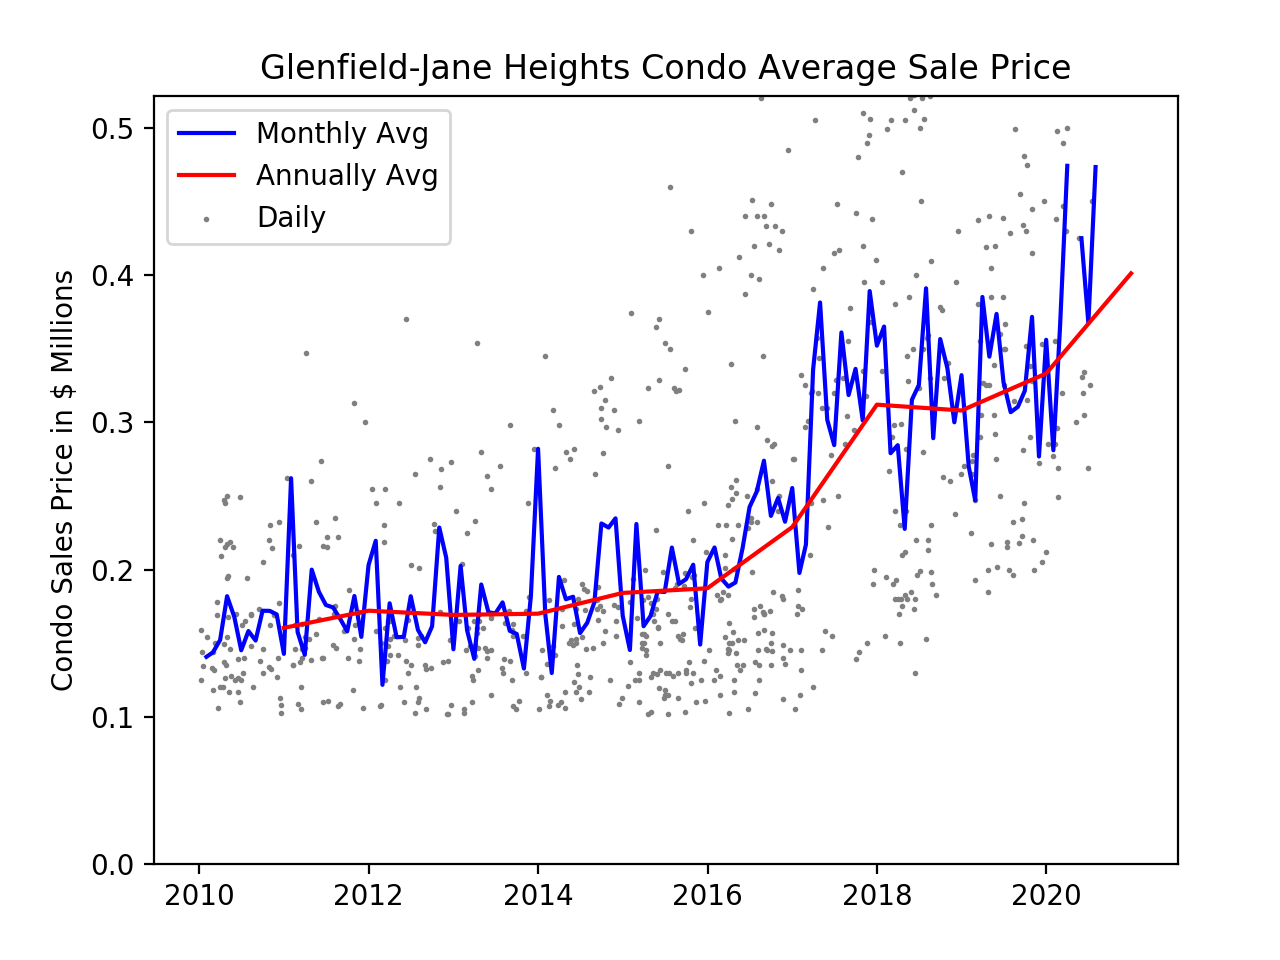 Glenfield-Jane Heights Condo Average Sale Price
Monthly Avg
Annually Avg
Daily
Condo Sales Price in $ Millions
0.5
0.4
0.3
0.2
0.1
0.0
2010 2012 2014 2016 2018 2020